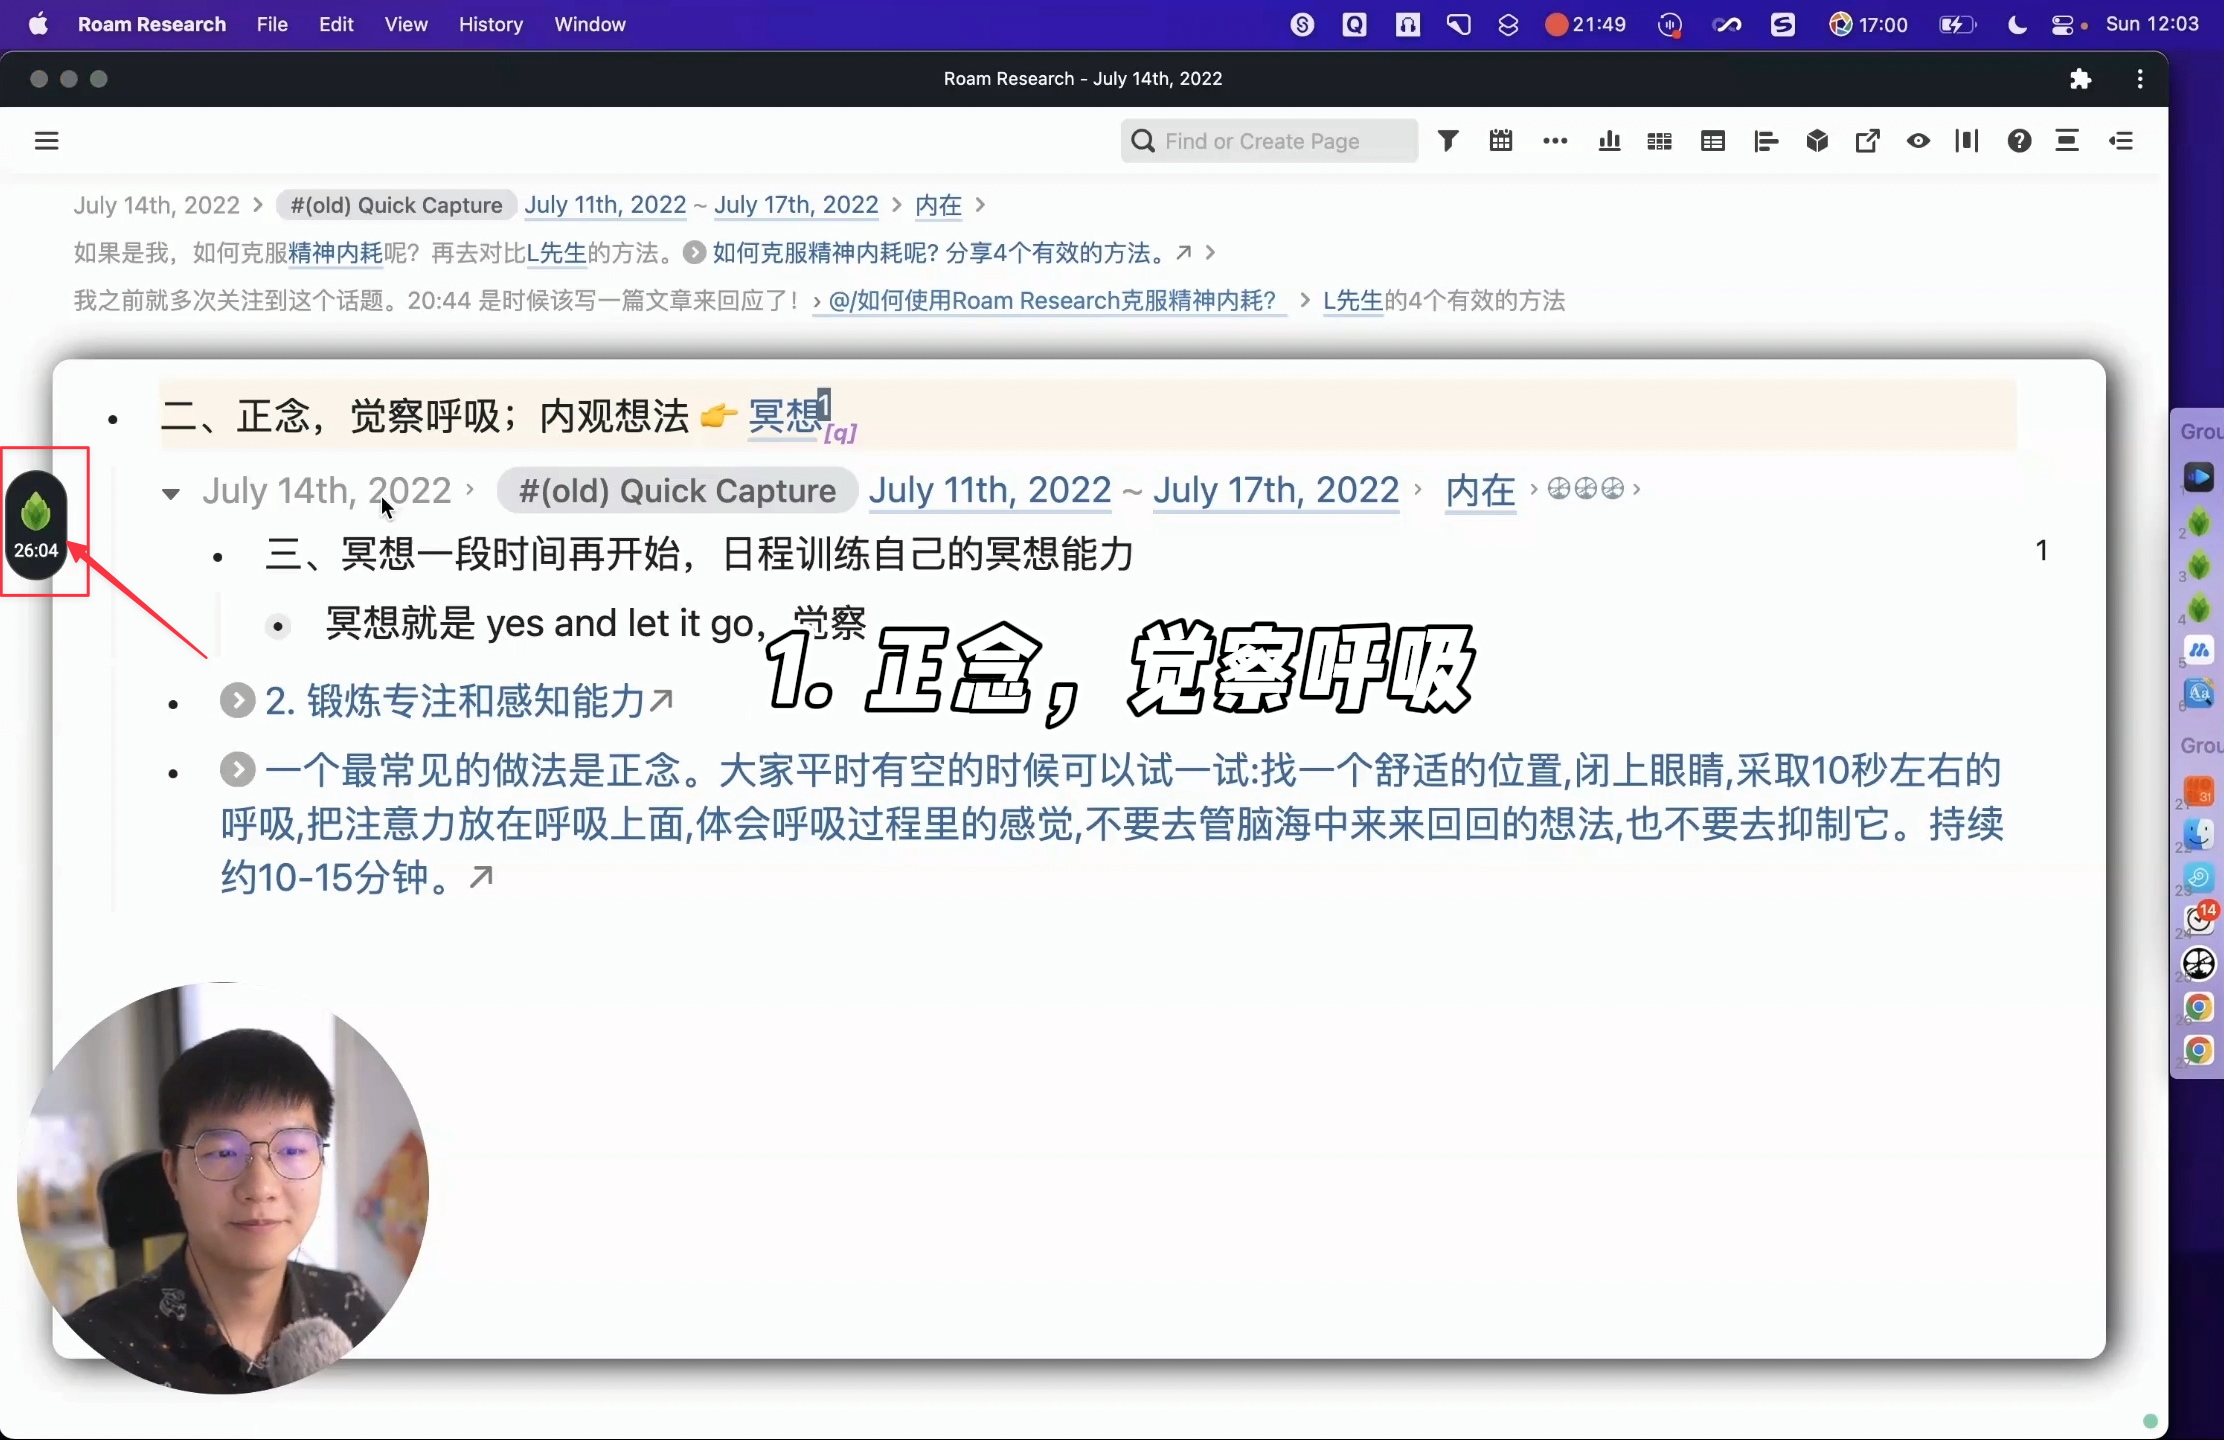 Roam Research File Edit View History Window 21:49 17:00 Sun 12:03
Roam Research - July 14th, 2022
Find or Create Page
July 14th, 2022 > #(old) Quick Capture July 11th, 2022 ~ July 17th, 2022 > 内在 >
如果是我，如何克服精神内耗呢？再去对比L先生的方法。 如何克服精神内耗呢? 分享4个有效的方法。↗ >
我之前就多次关注到这个话题。20:44 是时候该写一篇文章来回应了！ › @/如何使用Roam Research克服精神内耗？ > L先生的4个有效的方法
二、正念，觉察呼吸；内观想法 👉 冥想 1 [q]
July 14th, 2022 › #(old) Quick Capture July 11th, 2022 ~ July 17th, 2022 › 内在 › ›
26:04
三、冥想一段时间再开始，日程训练自己的冥想能力 1
冥想就是 yes and let it go，觉察
1. 正念，觉察呼吸
2. 锻炼专注和感知能力↗
一个最常见的做法是正念。大家平时有空的时候可以试一试:找一个舒适的位置,闭上眼睛,采取10秒左右的
呼吸,把注意力放在呼吸上面,体会呼吸过程里的感觉,不要去管脑海中来来回回的想法,也不要去抑制它。持续
约10-15分钟。↗
Grou
2
3
4
5
Grou
31
14